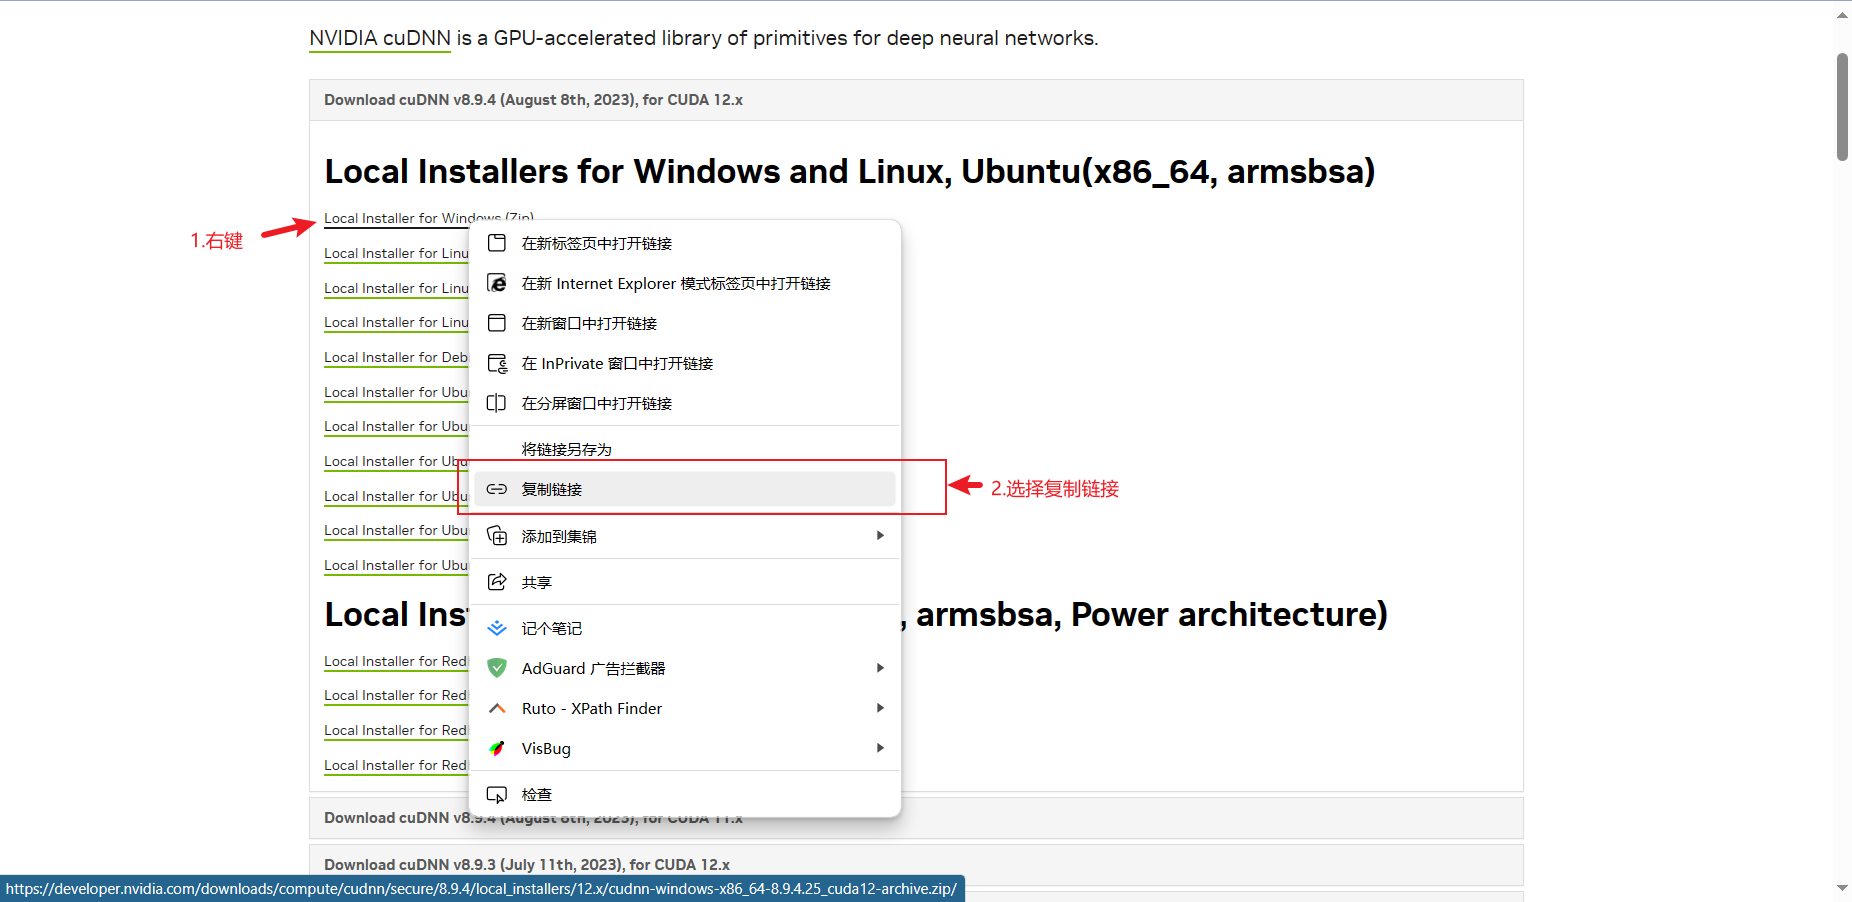 NVIDIA cuDNN is a GPU-accelerated library of primitives for deep neural networks.
Download cuDNN v8.9.4 (August 8th, 2023), for CUDA 12.x
Local Installers for Windows and Linux, Ubuntu(x86_64, armsbsa)
Local Installer for Windows (Zip)
1.右键
在新标签页中打开链接
Local Installer for Linu
在新 Internet Explorer 模式标签页中打开链接
Local Installer for Linu
在新窗口中打开链接
Local Installer for Linu
在 InPrivate 窗口中打开链接
Local Installer for Deb
在分屏窗口中打开链接
Local Installer for Ubu
Local Installer for Ubu
将链接另存为
Local Installer for Ubu
复制链接
2.选择复制链接
Local Installer for Ubu
添加到集锦
Local Installer for Ubu
Local Installer for Ubu
共享
Local Ins , armsbsa, Power architecture)
记个笔记
Local Installer for Red
AdGuard 广告拦截器
Local Installer for Red
Ruto - XPath Finder
Local Installer for Red
VisBug
Local Installer for Red
检查
Download cuDNN v8.9.4 (August 8th, 2023), for CUDA 11.x
Download cuDNN v8.9.3 (July 11th, 2023), for CUDA 12.x
https://developer.nvidia.com/downloads/compute/cudnn/secure/8.9.4/local_installers/12.x/cudnn-windows-x86_64-8.9.4.25_cuda12-archive.zip/